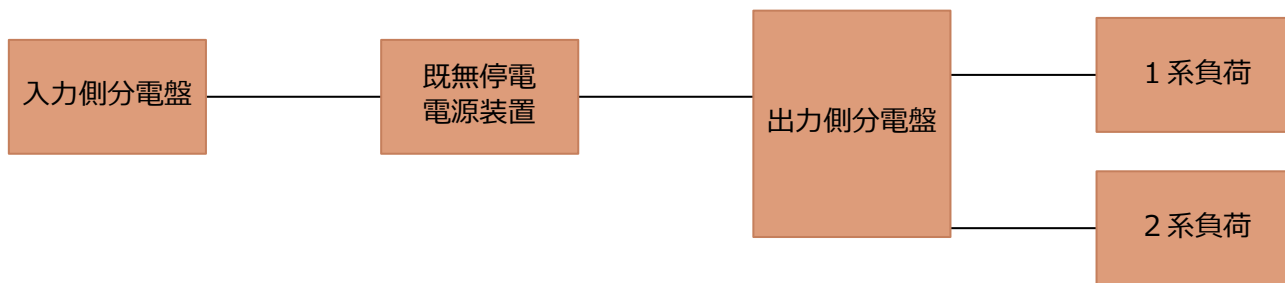 入力側分電盤
既無停電
電源装置
出力側分電盤
１系負荷
２系負荷